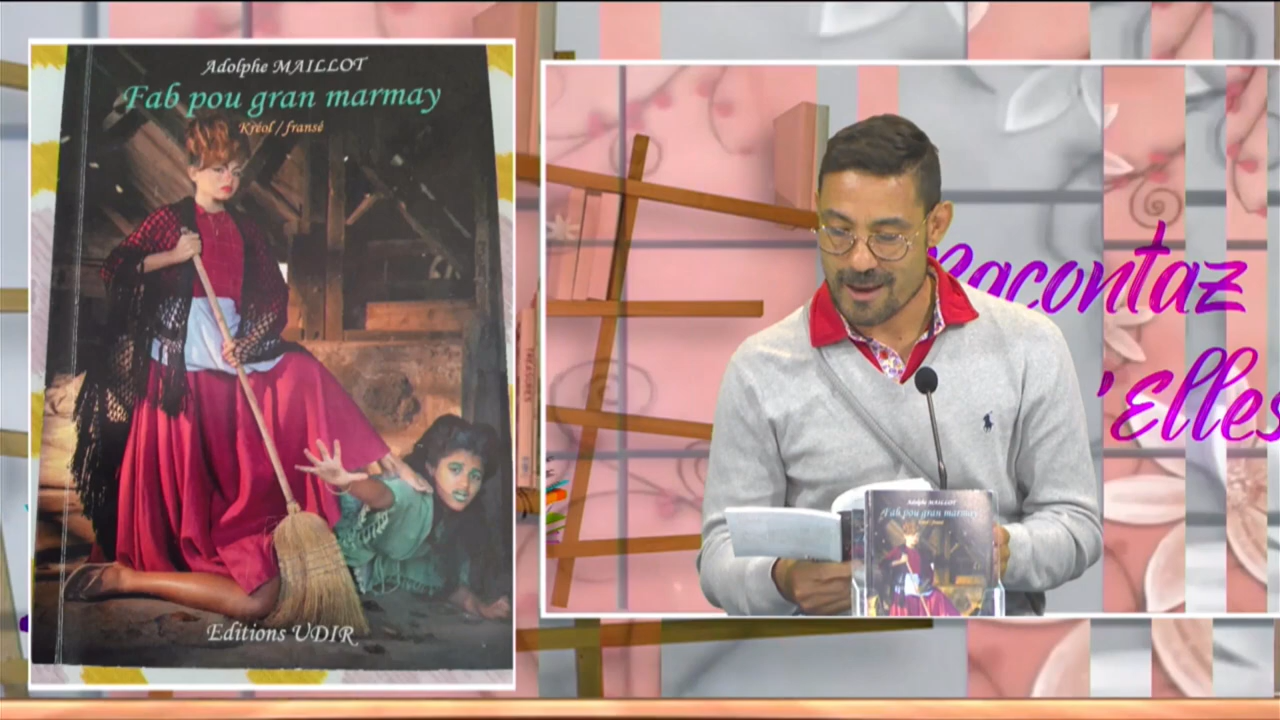 Adolphe MAILLOT
Fab pou gran marmay
Kréol / fransé
Editions UDIR
Racontaz
'Elles
Adolphe MAILLOT
Fab pou gran marmay